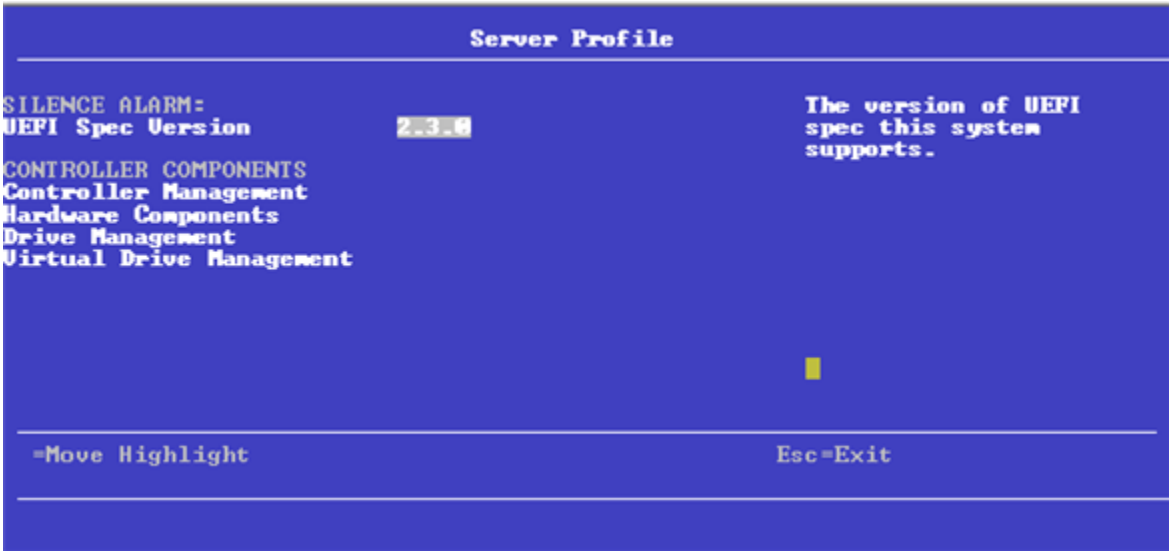 Server Profile
SILENCE ALARM:
UEFI Spec Version 2.3.0
CONTROLLER COMPONENTS
Controller Management
Hardware Components
Drive Management
Virtual Drive Management
The version of UEFI
spec this system
supports.
=Move Highlight Esc=Exit